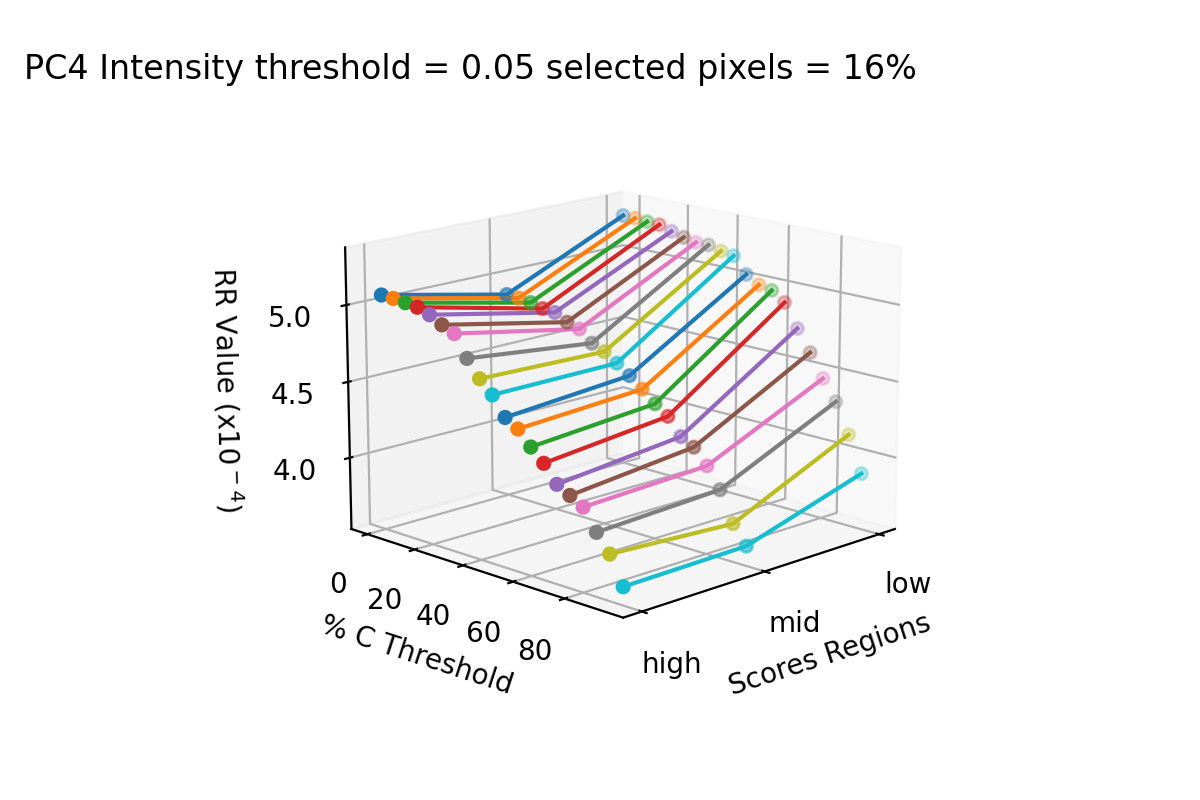 PC4 Intensity threshold = 0.05 selected pixels = 16%
RR Value (x10⁻⁴)
5.0
4.5
4.0
0
20
40
60
80
% C Threshold
low
mid
high
Scores Regions